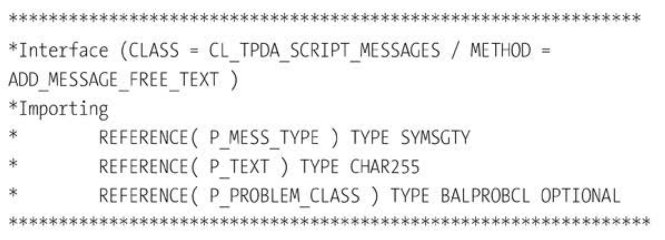 ***************************************************************
*Interface (CLASS = CL_TPDA_SCRIPT_MESSAGES / METHOD =
ADD_MESSAGE_FREE_TEXT )
*Importing
*       REFERENCE( P_MESS_TYPE ) TYPE SYMSGTY
*       REFERENCE( P_TEXT ) TYPE CHAR255
*       REFERENCE( P_PROBLEM_CLASS ) TYPE BALPROBCL OPTIONAL
****************************************************************